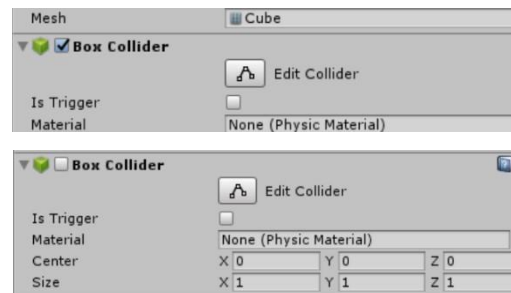 Mesh Cube
Box Collider
Edit Collider
Is Trigger
Material None (Physic Material)
Box Collider
Edit Collider
Is Trigger
Material None (Physic Material)
Center X 0 Y 0 Z 0
Size X 1 Y 1 Z 1